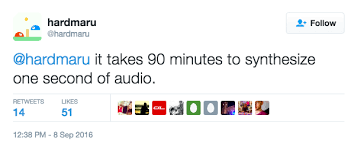 hardmaru
@hardmaru
Follow
@hardmaru it takes 90 minutes to synthesize
one second of audio.
RETWEETS LIKES
14 51
12:38 PM - 8 Sep 2016